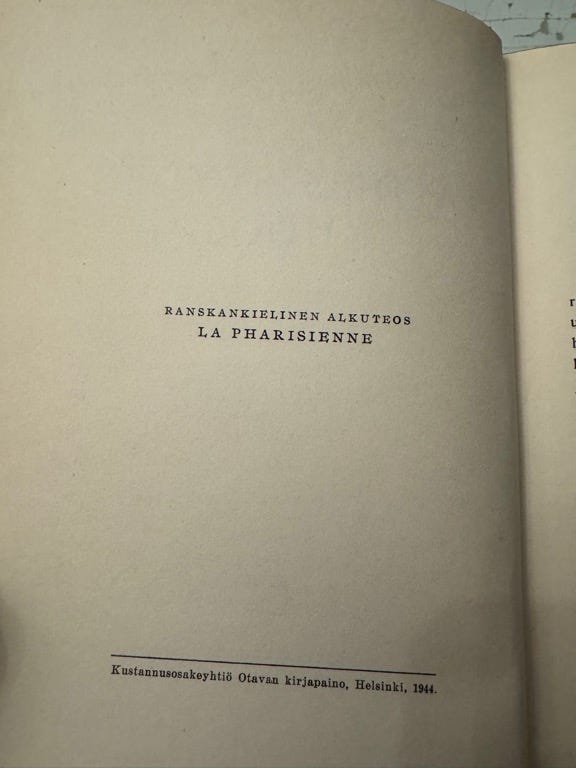 RANSKANKIELINEN ALKUTEOS
LA PHARISIENNE
Kustannusosakeyhtiö Otavan kirjapaino, Helsinki, 1944.